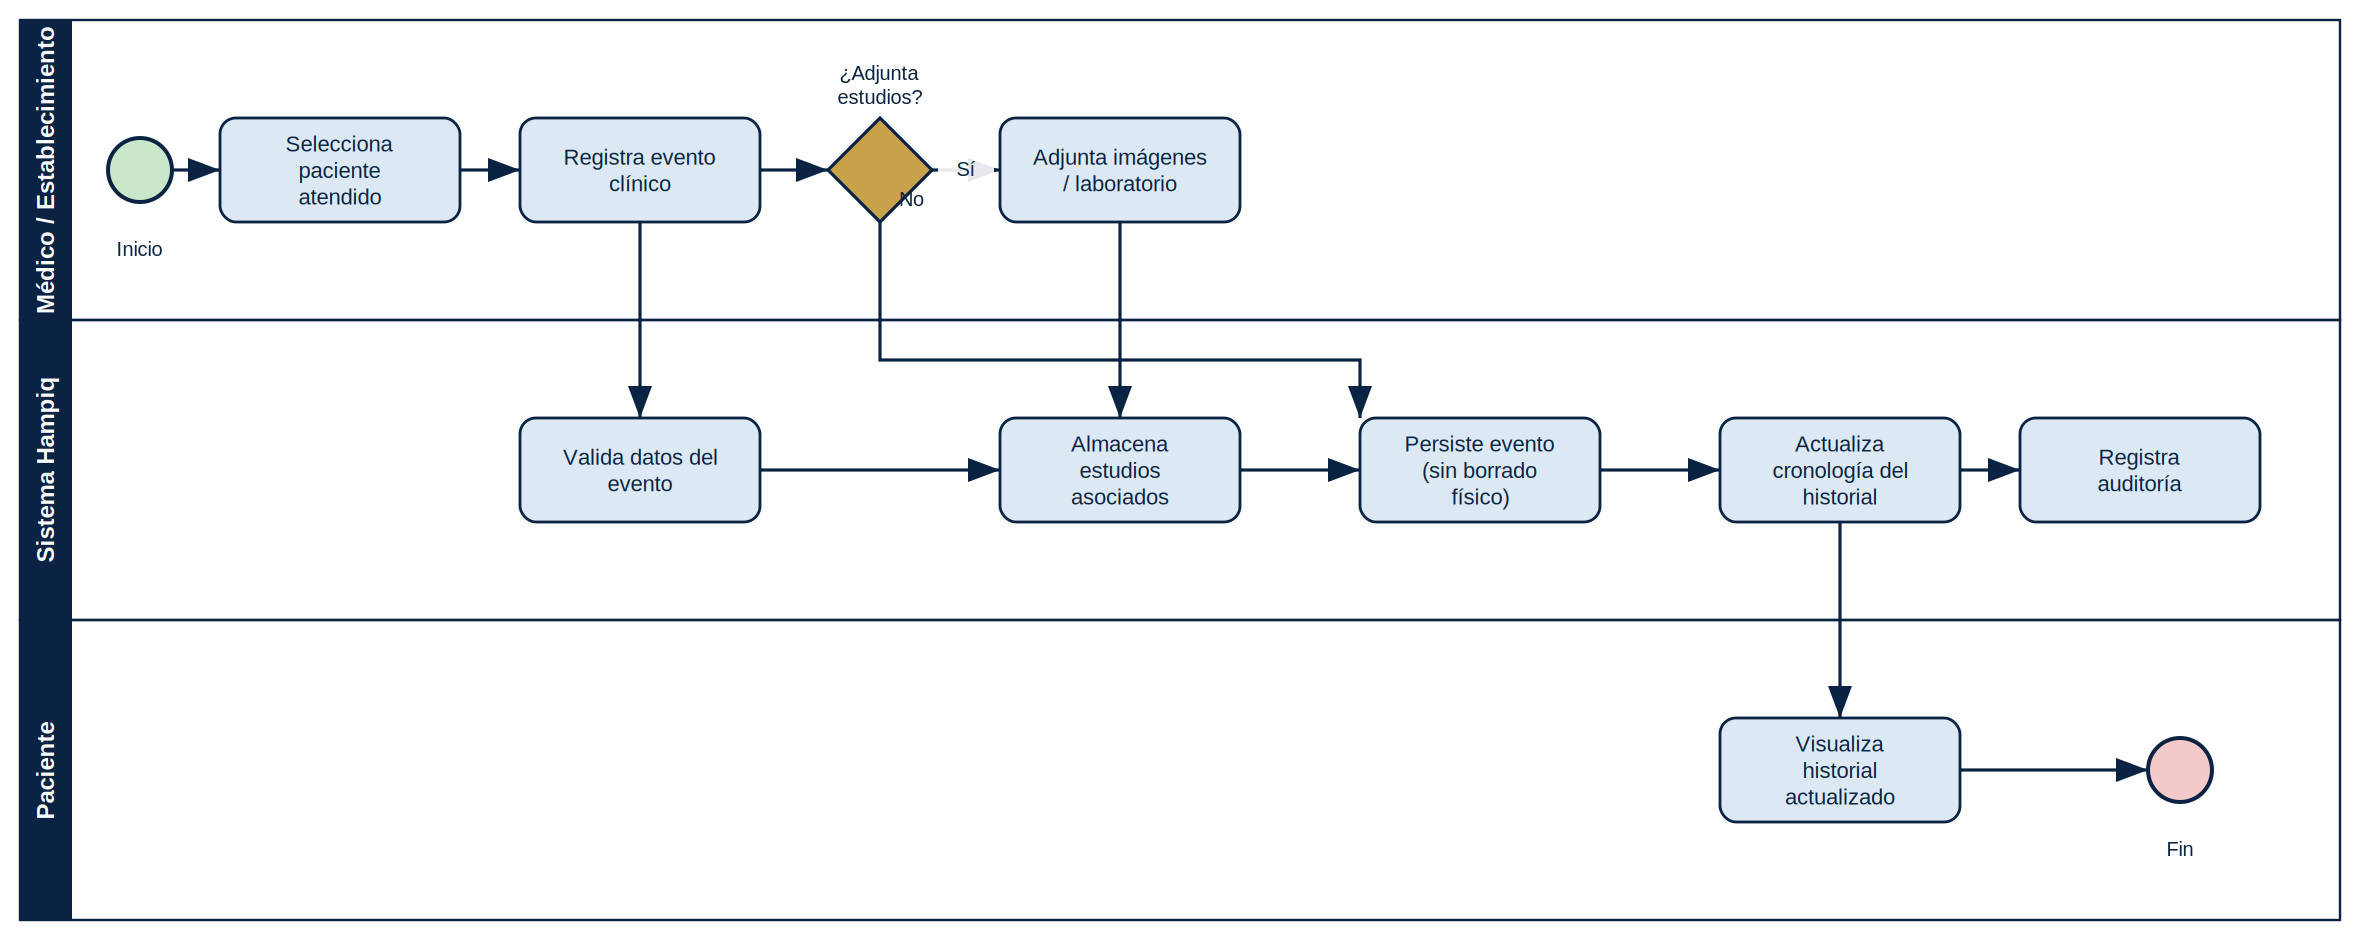 Médico / Establecimiento
Inicio
Selecciona
paciente
atendido
Registra evento
clínico
¿Adjunta
estudios?
Sí
No
Adjunta imágenes
/ laboratorio
Sistema Hampiq
Valida datos del
evento
Almacena
estudios
asociados
Persiste evento
(sin borrado
físico)
Actualiza
cronología del
historial
Registra
auditoría
Paciente
Visualiza
historial
actualizado
Fin